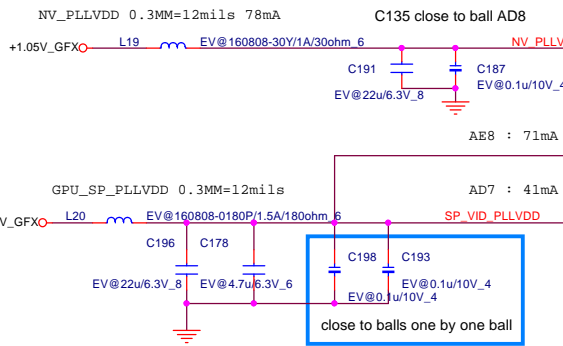 NV_PLLVDD 0.3MM=12mils 78mA
C135 close to ball AD8
+1.05V_GFX
L19
EV@160808-30Y/1A/30ohm_6
NV_PLLV
C191
C187
EV@22u/6.3V_8
EV@0.1u/10V_4
AE8 : 71mA
GPU_SP_PLLVDD 0.3MM=12mils
AD7 : 41mA
V_GFX
L20
EV@160808-0180P/1.5A/180ohm_6
SP_VID_PLLVDD
C196
C178
C198
C193
EV@22u/6.3V_8
EV@4.7u/6.3V_6
EV@0.1u/10V_4
EV@0.1u/10V_4
close to balls one by one ball